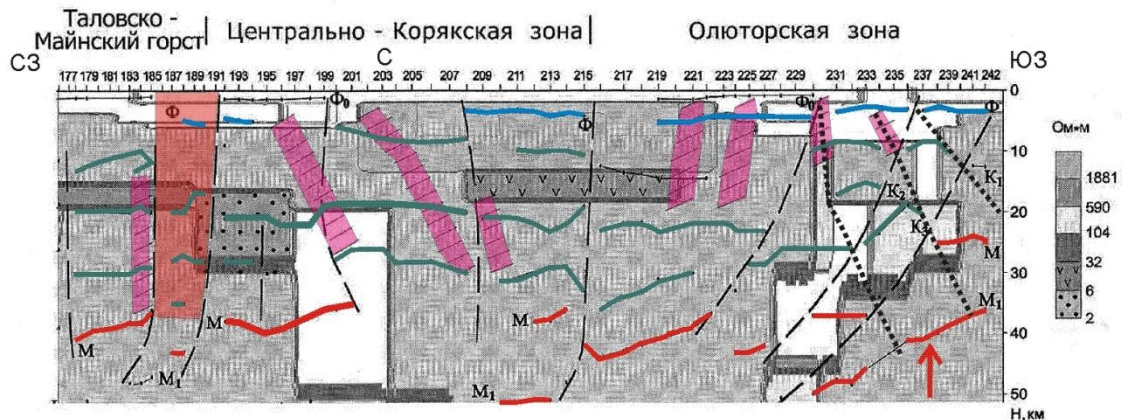 Таловско -
Майнский горст
Центрально - Корякская зона
Олюторская зона
СЗ
С
ЮЗ
177 179 181 183 185 187 189 191 193 195 197 199 201 203 205 207 209 211 213 215 217 219 221 223 225 227 229 231 233 235 237 239 241 242
0
10
20
30
40
50
Н, км
Ом•м
1881
590
104
32
6
2
Ф
Ф₀
Ф
Ф₀
Ф
К₁
К₂
М
М₁
М
М₁
М
М
М₁